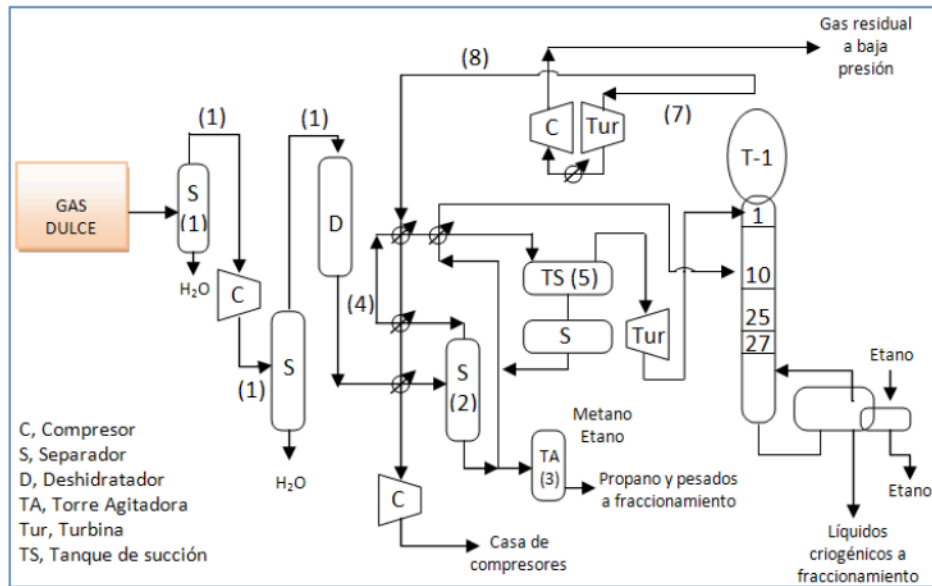 Gas residual
a baja
presión
(8)
(1)
(1)
(7)
C
Tur
T-1
GAS
DULCE
S
(1)
D
1
TS (5)
10
H₂O
C
(4)
S
Tur
25
27
Etano
(1)
S
S
(2)
Metano
Etano
C, Compresor
S, Separador
D, Deshidratador
TA, Torre Agitadora
Tur, Turbina
TS, Tanque de succión
H₂O
TA
(3)
Propano y pesados
a fraccionamiento
Etano
C
Casa de
compresores
Líquidos
criogénicos a
fraccionamiento